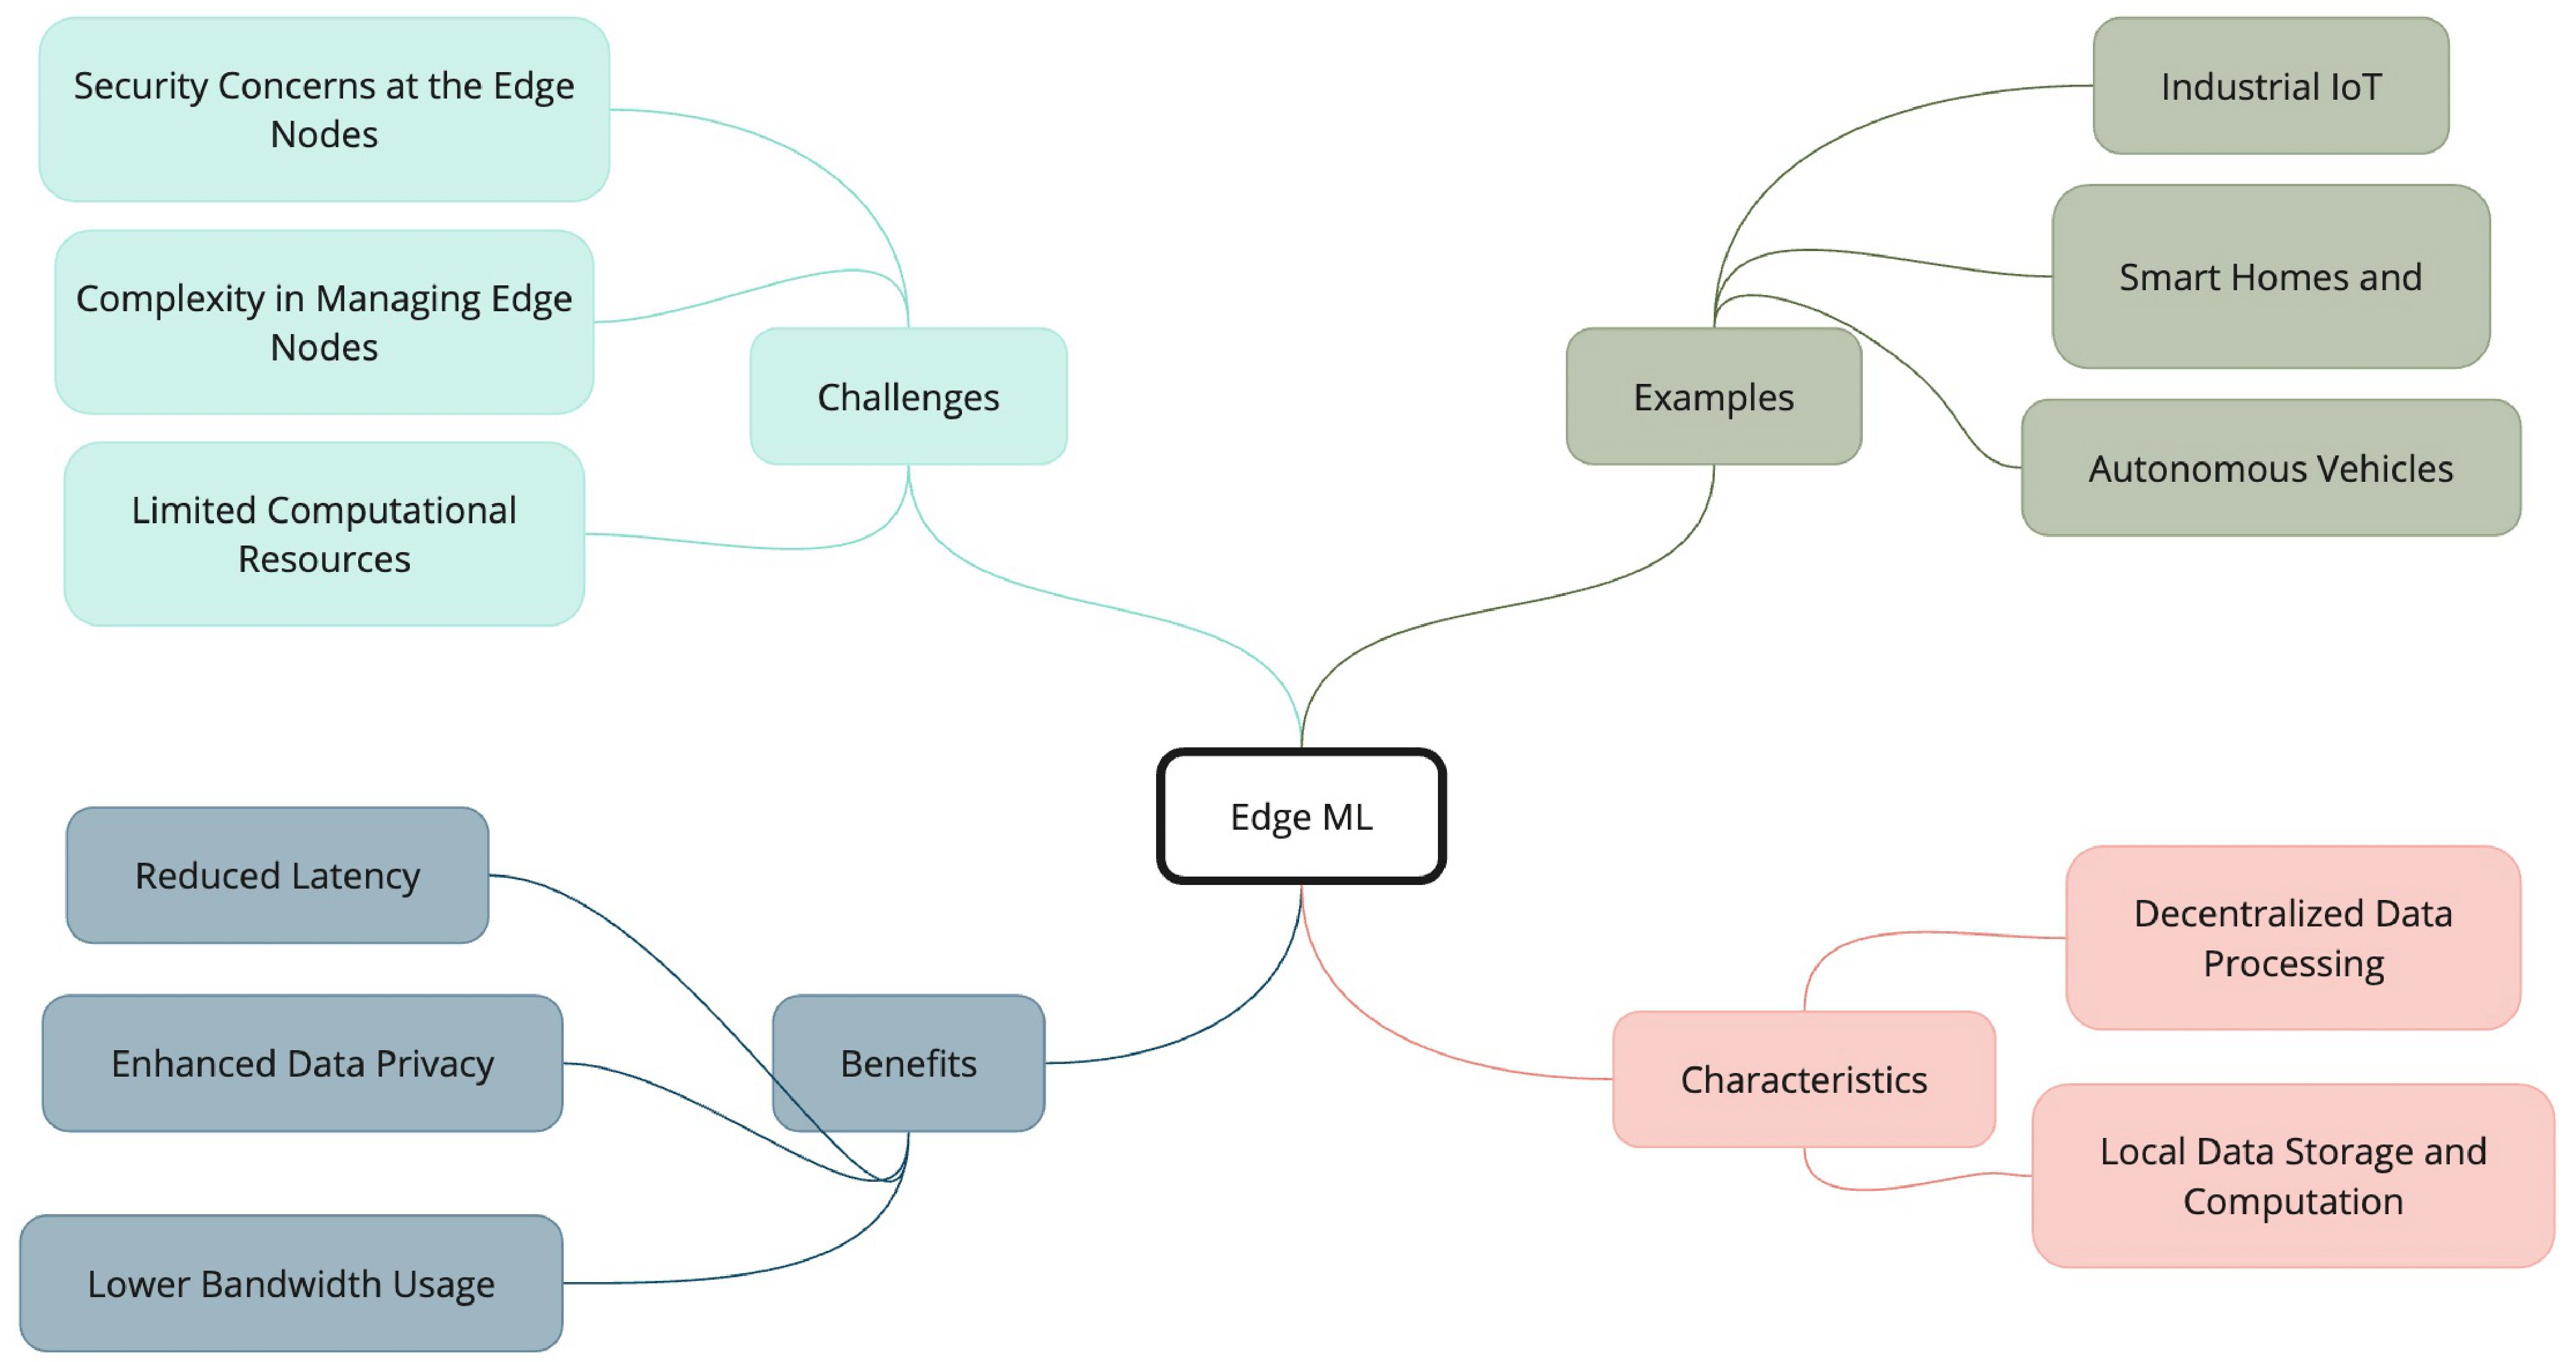 Security Concerns at the Edge
Nodes
Complexity in Managing Edge
Nodes
Limited Computational
Resources
Challenges
Industrial IoT
Smart Homes and
Autonomous Vehicles
Examples
Edge ML
Reduced Latency
Enhanced Data Privacy
Lower Bandwidth Usage
Benefits
Characteristics
Decentralized Data
Processing
Local Data Storage and
Computation